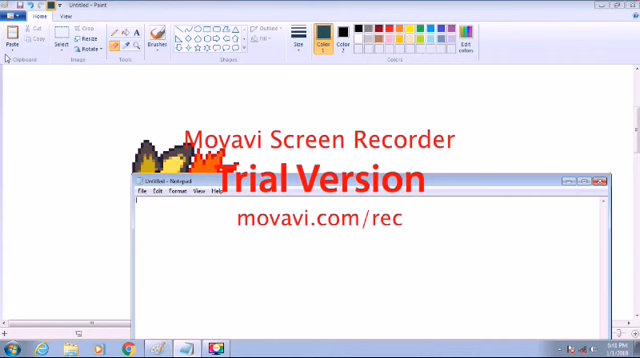 Untitled - Paint
Home View
Paste
Cut
Copy
Clipboard
Select
Crop
Resize
Rotate
Image
Tools
Brushes
Shapes
Outline
Fill
Size
Color 1
Color 2
Edit colors
Colors
Movavi Screen Recorder
Trial Version
movavi.com/rec
Untitled - Notepad
File Edit Format View Help